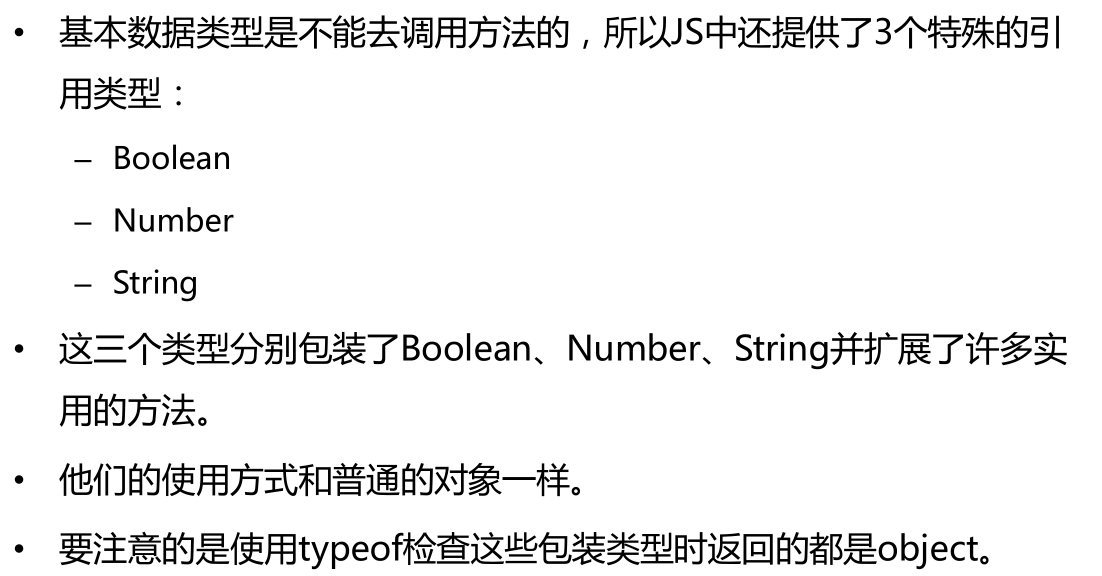 • 基本数据类型是不能去调用方法的，所以JS中还提供了3个特殊的引
用类型：
– Boolean
– Number
– String
• 这三个类型分别包装了Boolean、Number、String并扩展了许多实
用的方法。
• 他们的使用方式和普通的对象一样。
• 要注意的是使用typeof检查这些包装类型时返回的都是object。